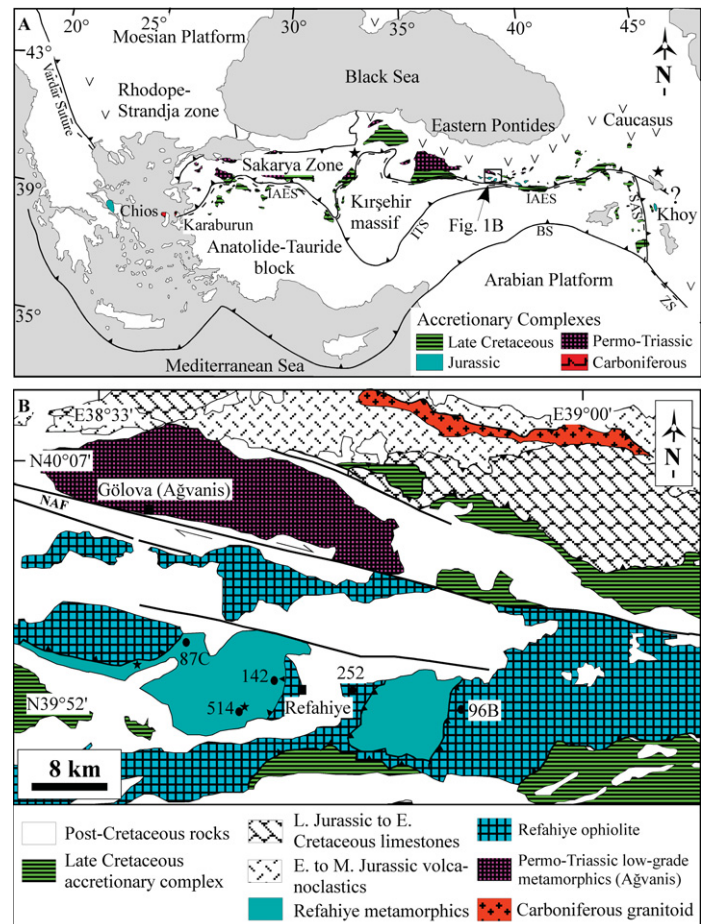 A
20°
25°
30°
35°
40°
45°
43°
39°
35°
Moesian Platform
Black Sea
N
Vardar Suture
Rhodope-
Strandja zone
Eastern Pontides
Caucasus
Sakarya Zone
Chios
Karaburun
IAES
Kırşehir
massif
ITS
Fig. 1B
IAES
BS
SAS
?
Khoy
Anatolide-Tauride
block
Arabian Platform
ZS
Mediterranean Sea
Accretionary Complexes
Late Cretaceous
Permo-Triassic
Jurassic
Carboniferous
B
E38°33'
E39°00'
N
N40°07'
Gölova (Ağvanis)
NAF
87C
142
252
N39°52'
514
Refahiye
96B
8 km
Post-Cretaceous rocks
Late Cretaceous
accretionary complex
L. Jurassic to E.
Cretaceous limestones
E. to M. Jurassic volca-
noclastics
Refahiye metamorphics
Refahiye ophiolite
Permo-Triassic low-grade
metamorphics (Ağvanis)
Carboniferous granitoid